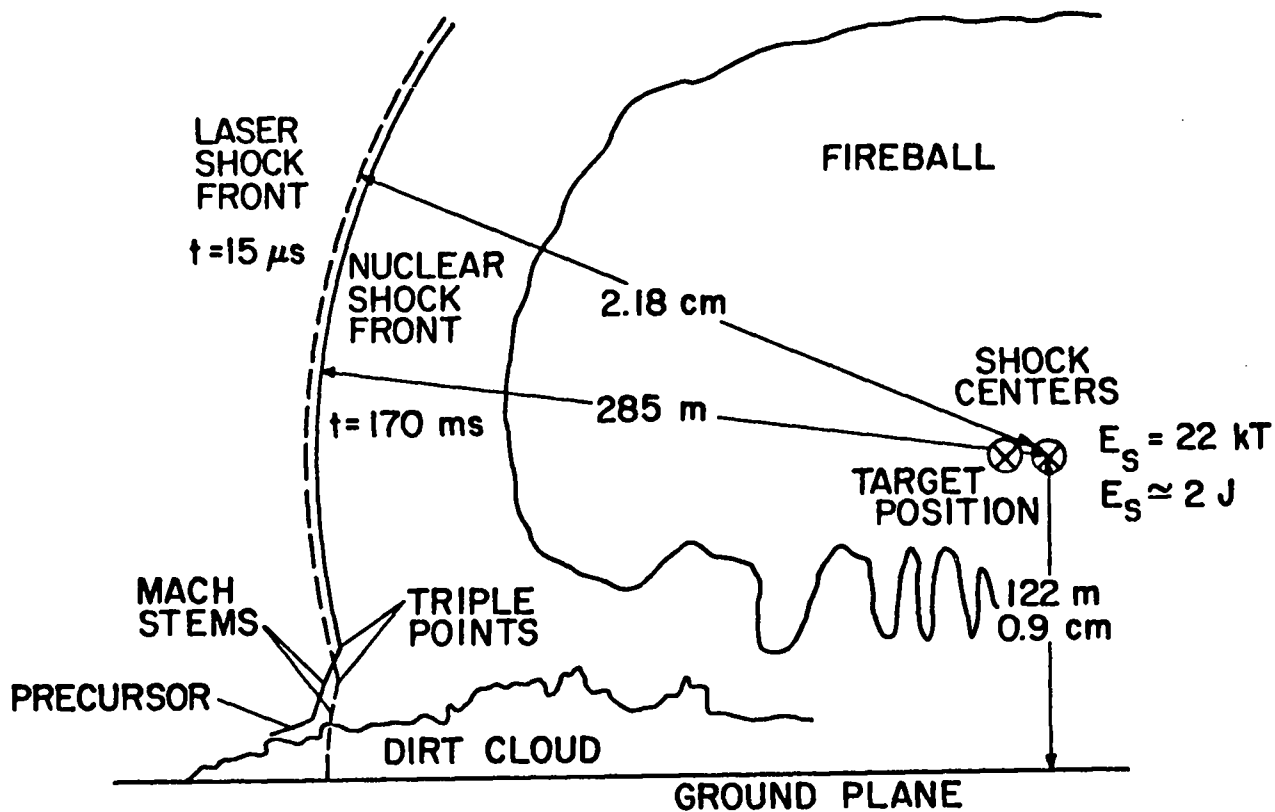 LASER
SHOCK
FRONT
t=15 μs
FIREBALL
NUCLEAR
SHOCK
FRONT
2.18 cm
SHOCK
CENTERS
285 m
t=170 ms
E_S = 22 kT
TARGET
POSITION
E_S ≃ 2 J
MACH
STEMS
TRIPLE
POINTS
122 m
0.9 cm
PRECURSOR
DIRT CLOUD
GROUND PLANE